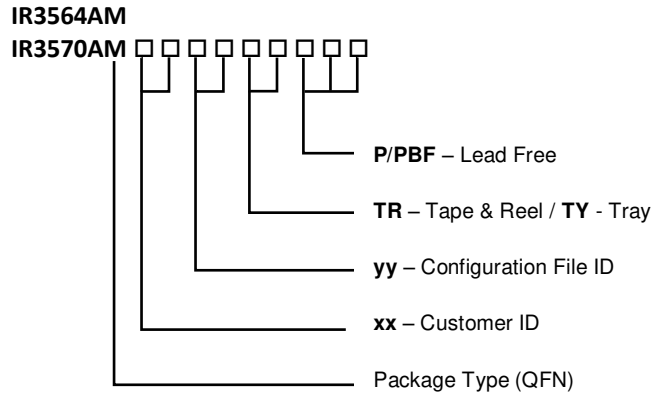 IR3564AM
IR3570AM
P/PBF – Lead Free
TR – Tape & Reel / TY - Tray
yy – Configuration File ID
xx – Customer ID
Package Type (QFN)